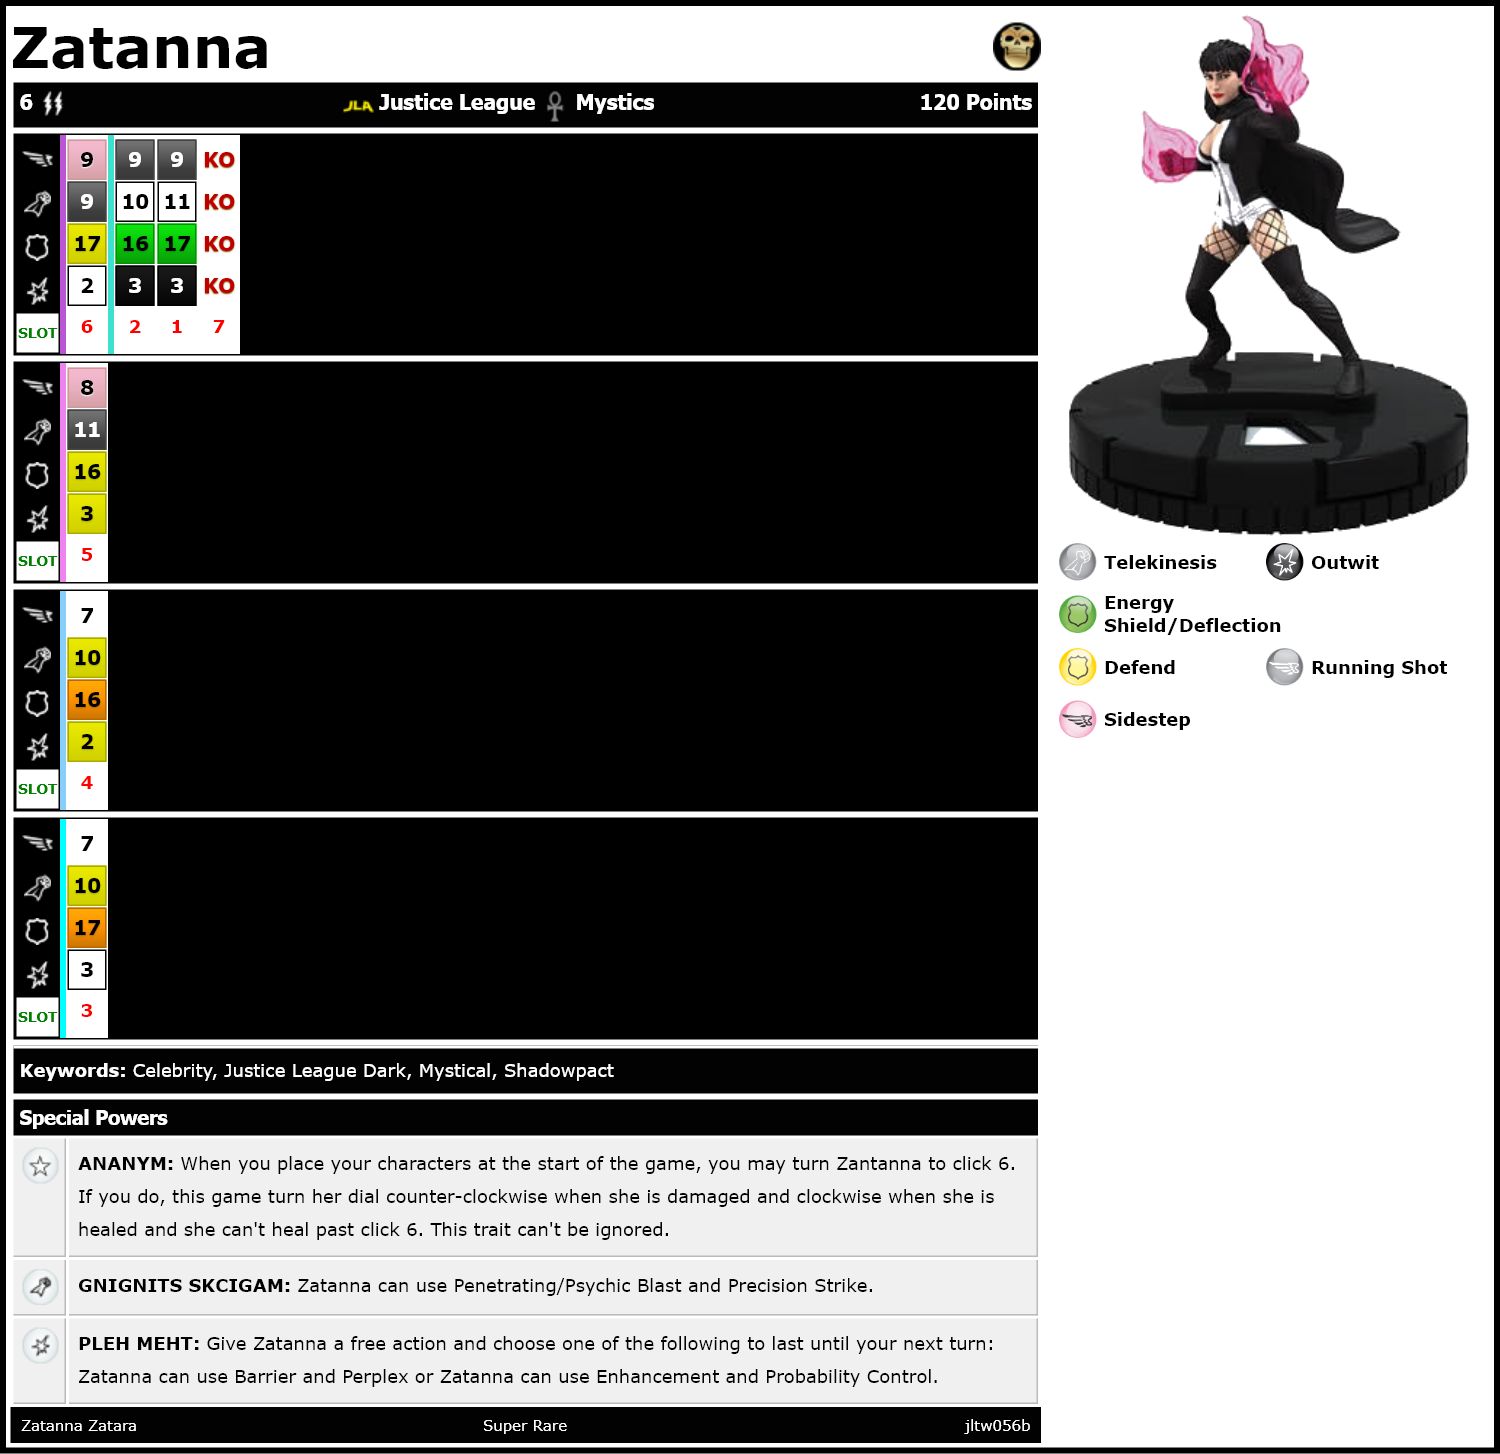 Zatanna
6 JLA Justice League Mystics 120 Points
9 9 9 KO
9 10 11 KO
17 16 17 KO
2 3 3 KO
SLOT 6 2 1 7
8
11
16
3
SLOT 5
7
10
16
2
SLOT 4
7
10
17
3
SLOT 3
Telekinesis Outwit
Energy
Shield/Deflection
Defend Running Shot
Sidestep
Keywords: Celebrity, Justice League Dark, Mystical, Shadowpact
Special Powers
ANANYM: When you place your characters at the start of the game, you may turn Zantanna to click 6.
If you do, this game turn her dial counter-clockwise when she is damaged and clockwise when she is
healed and she can't heal past click 6. This trait can't be ignored.
GNIGNITS SKCIGAM: Zatanna can use Penetrating/Psychic Blast and Precision Strike.
PLEH MEHT: Give Zatanna a free action and choose one of the following to last until your next turn:
Zatanna can use Barrier and Perplex or Zatanna can use Enhancement and Probability Control.
Zatanna Zatara Super Rare jltw056b